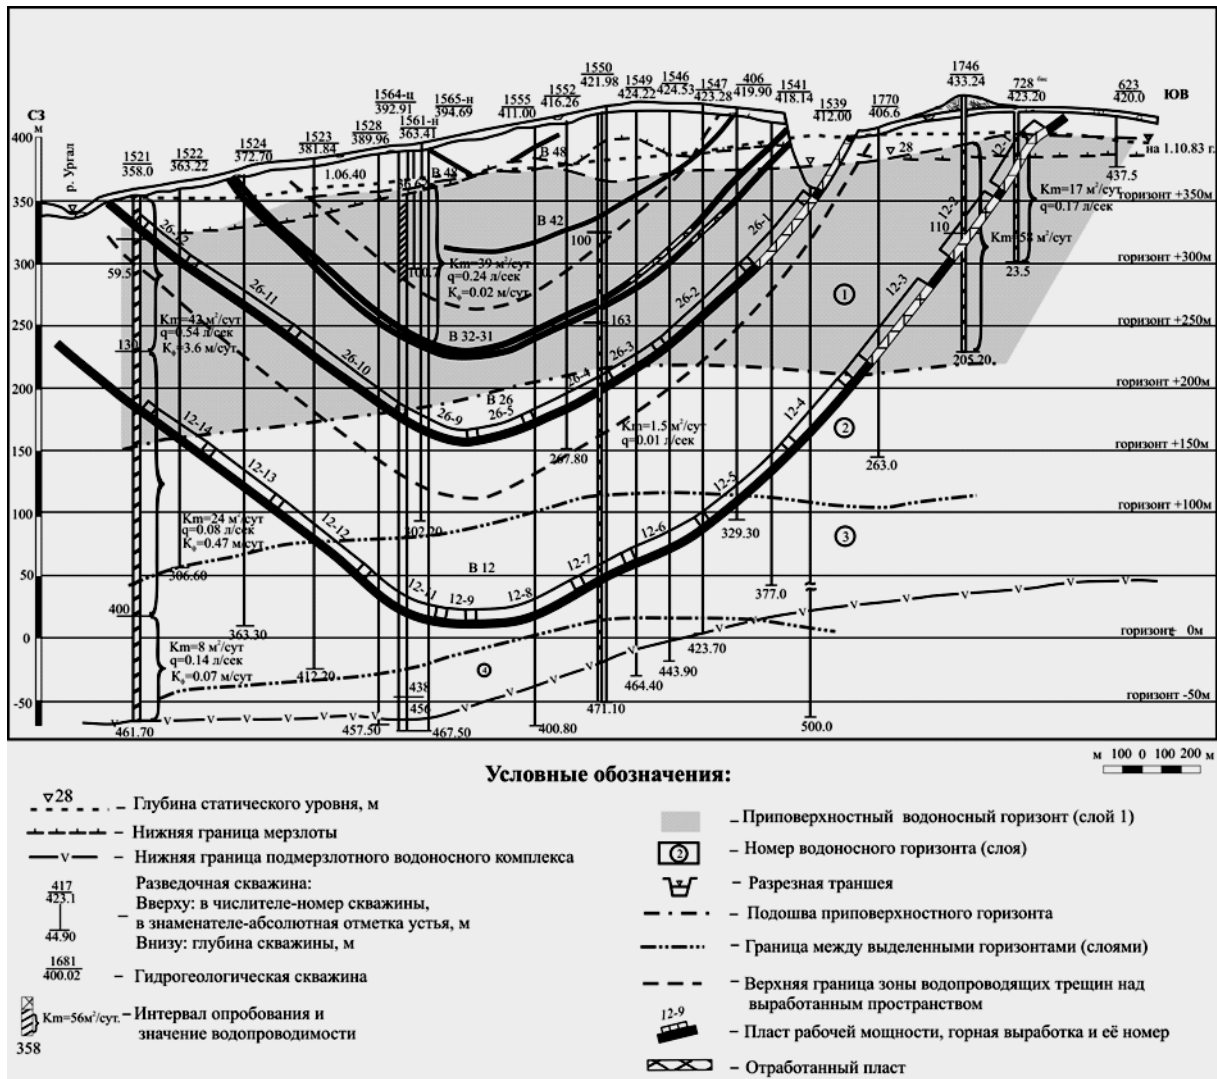 СЗ
м
400
350
300
250
200
150
100
50
0
-50
р. Ургал
1521
358.0
1522
363.22
1524
372.70
1523
381.84
1528
389.96
1564-ц
392.91
1561-н
363.41
1565-н
394.69
1555
411.00
1552
416.26
1550
421.98
1549
424.22
1546
424.53
1547
423.28
406
419.90
1541
418.14
1539
412.00
1770
406.6
1746
433.24
728
423.20
623
420.0
ЮВ
на 1.10.83 г.
28
1.06.40
В 48
В 48
В 42
В 32-31
В 26
В 12
437.5
горизонт +350м
горизонт +300м
горизонт +250м
горизонт +200м
горизонт +150м
горизонт +100м
горизонт + 50м
горизонт 0м
горизонт -50м
Km=17 м²/сут
q=0.17 л/сек
Km=58 м²/сут
110
23.5
205.20
100
100.7
163
Km=39 м²/сут
q=0.24 л/сек
Kф=0.02 м/сут
59.5
130
400
Km=42 м²/сут
q=0.54 л/сек
Kф=3.6 м/сут
Km=24 м²/сут
q=0.08 л/сек
Kф=0.47 м/сут
Km=8 м²/сут
q=0.14 л/сек
Kф=0.07 м/сут
Km=1.5 м²/сут
q=0.01 л/сек
26-12
26-11
26-10
26-9
26-5
26-4
26-3
26-2
26-1
12-14
12-13
12-12
12-11
12-9
12-8
12-7
12-6
12-5
12-4
12-3
12-2
12-1
1
2
3
4
267.80
263.0
329.30
377.0
306.60
402.20
363.30
412.20
438
456
423.70
443.90
464.40
471.10
461.70
457.50
467.50
400.80
500.0
м 100 0 100 200 м
Условные обозначения:
28 – Глубина статического уровня, м
– Нижняя граница мерзлоты
v – Нижняя граница подмерзлотного водоносного комплекса
417
423.1
44.90
Разведочная скважина:
Вверху: в числителе-номер скважины,
– в знаменателе-абсолютная отметка устья, м
Внизу: глубина скважины, м
1681
400.02
– Гидрогеологическая скважина
Km=56м²/сут. – Интервал опробования и
значение водопроводимости
358
– Приповерхностный водоносный горизонт (слой 1)
2 – Номер водоносного горизонта (слоя)
– Разрезная траншея
– Подошва приповерхностного горизонта
– Граница между выделенными горизонтами (слоями)
– Верхняя граница зоны водопроводящих трещин над
выработанным пространством
12-9
– Пласт рабочей мощности, горная выработка и её номер
– Отработанный пласт